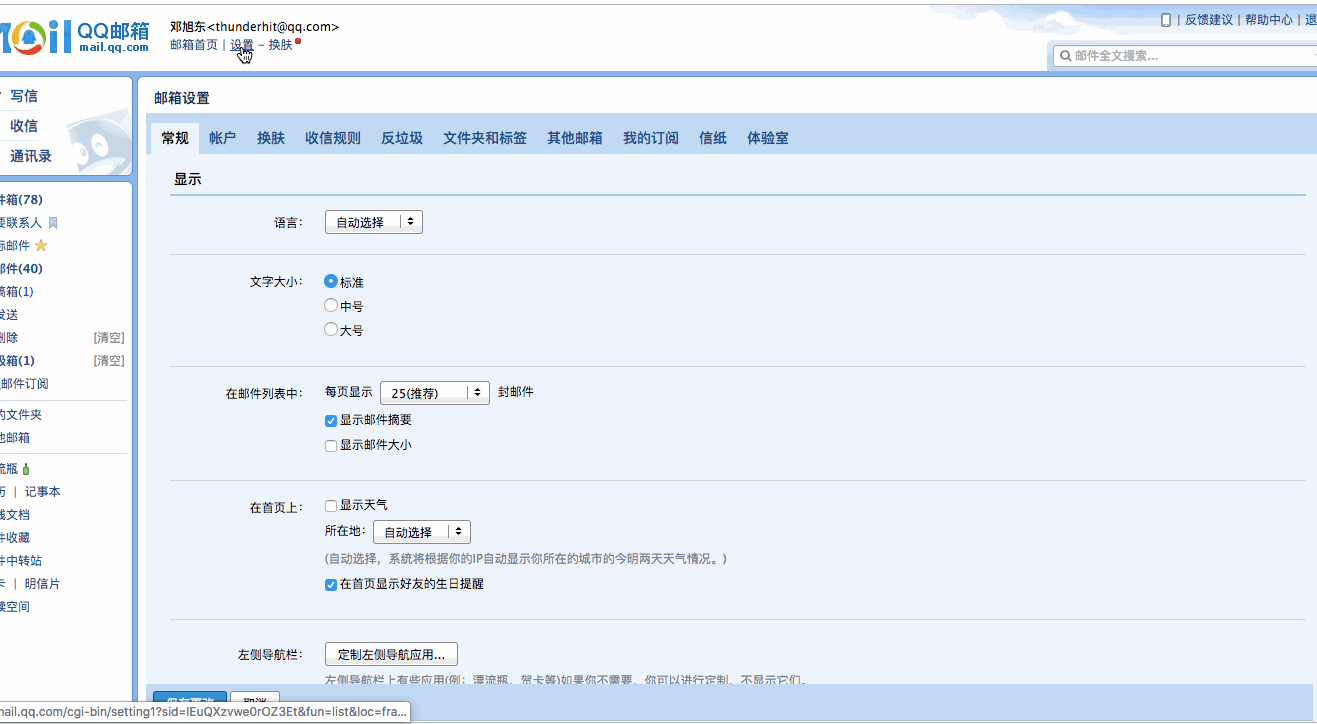 mail QQ邮箱
mail.qq.com
邓旭东<thunderhit@qq.com>
邮箱首页 | 设置 - 换肤
| 反馈建议 | 帮助中心 | 退
邮件全文搜索...
写信
收信
通讯录
件箱(78)
要联系人
标邮件
邮件(40)
稿箱(1)
发送
删除 [清空]
圾箱(1) [清空]
邮件订阅
的文件夹
他邮箱
流瓶
历 | 记事本
线文档
件收藏
件中转站
卡 | 明信片
读空间
邮箱设置
常规 帐户 换肤 收信规则 反垃圾 文件夹和标签 其他邮箱 我的订阅 信纸 体验室
显示
语言: 自动选择
文字大小: 标准
中号
大号
在邮件列表中: 每页显示 25(推荐) 封邮件
显示邮件摘要
显示邮件大小
在首页上: 显示天气
所在地: 自动选择
(自动选择，系统将根据你的IP自动显示你所在的城市的今明两天天气情况。)
在首页显示好友的生日提醒
左侧导航栏: 定制左侧导航应用...
左侧导航栏上有些应用(例：漂流瓶、贺卡等)如果你不需要，你可以进行定制，不显示它们。
保存更改 取消
mail.qq.com/cgi-bin/setting1?sid=lEuQXzvwe0rOZ3Et&fun=list&loc=fra...